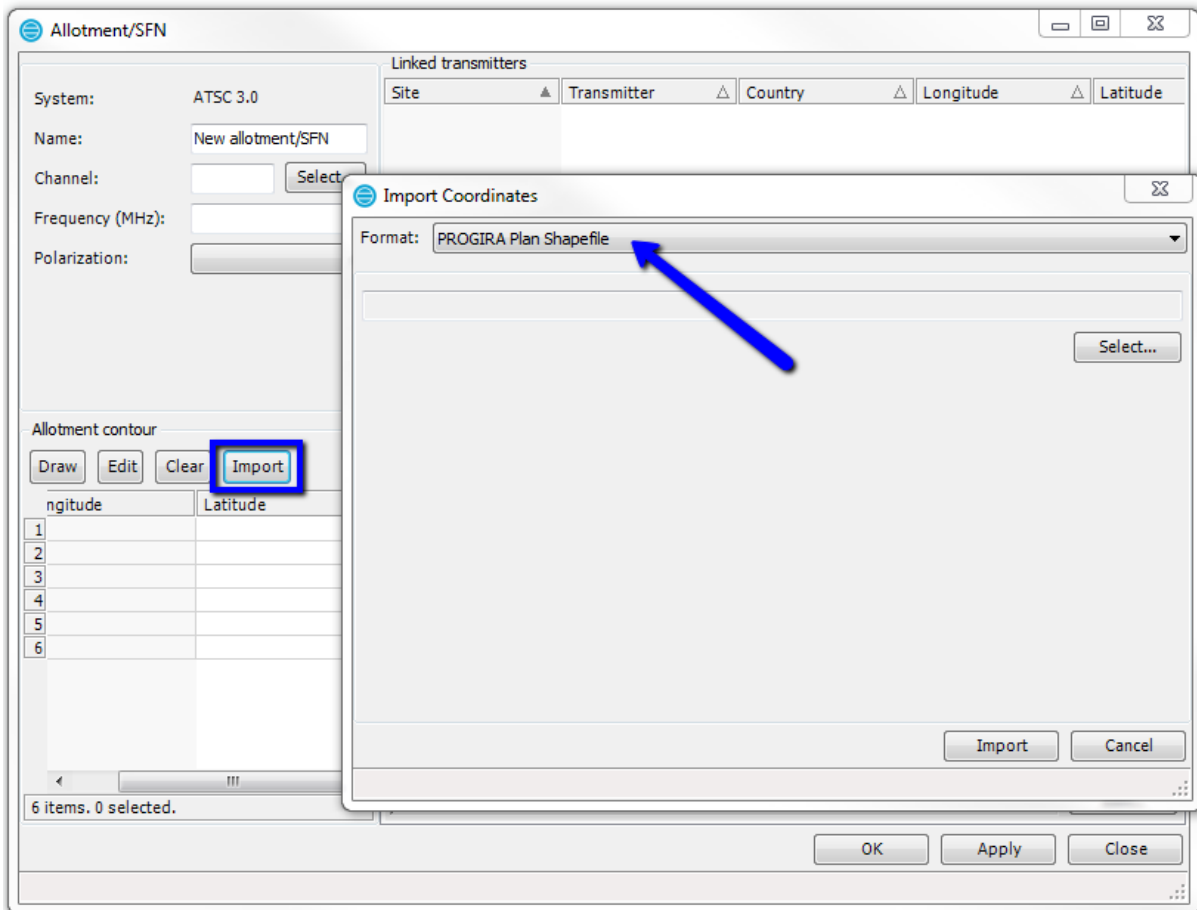 Allotment/SFN
Linked transmitters
System: ATSC 3.0
Site Transmitter Country Longitude Latitude
Name: New allotment/SFN
Channel: Select...
Frequency (MHz):
Polarization:
Import Coordinates
Format: PROGIRA Plan Shapefile
Select...
Allotment contour
Draw Edit Clear Import
ngitude Latitude
1
2
3
4
5
6
Import Cancel
6 items. 0 selected.
OK Apply Close